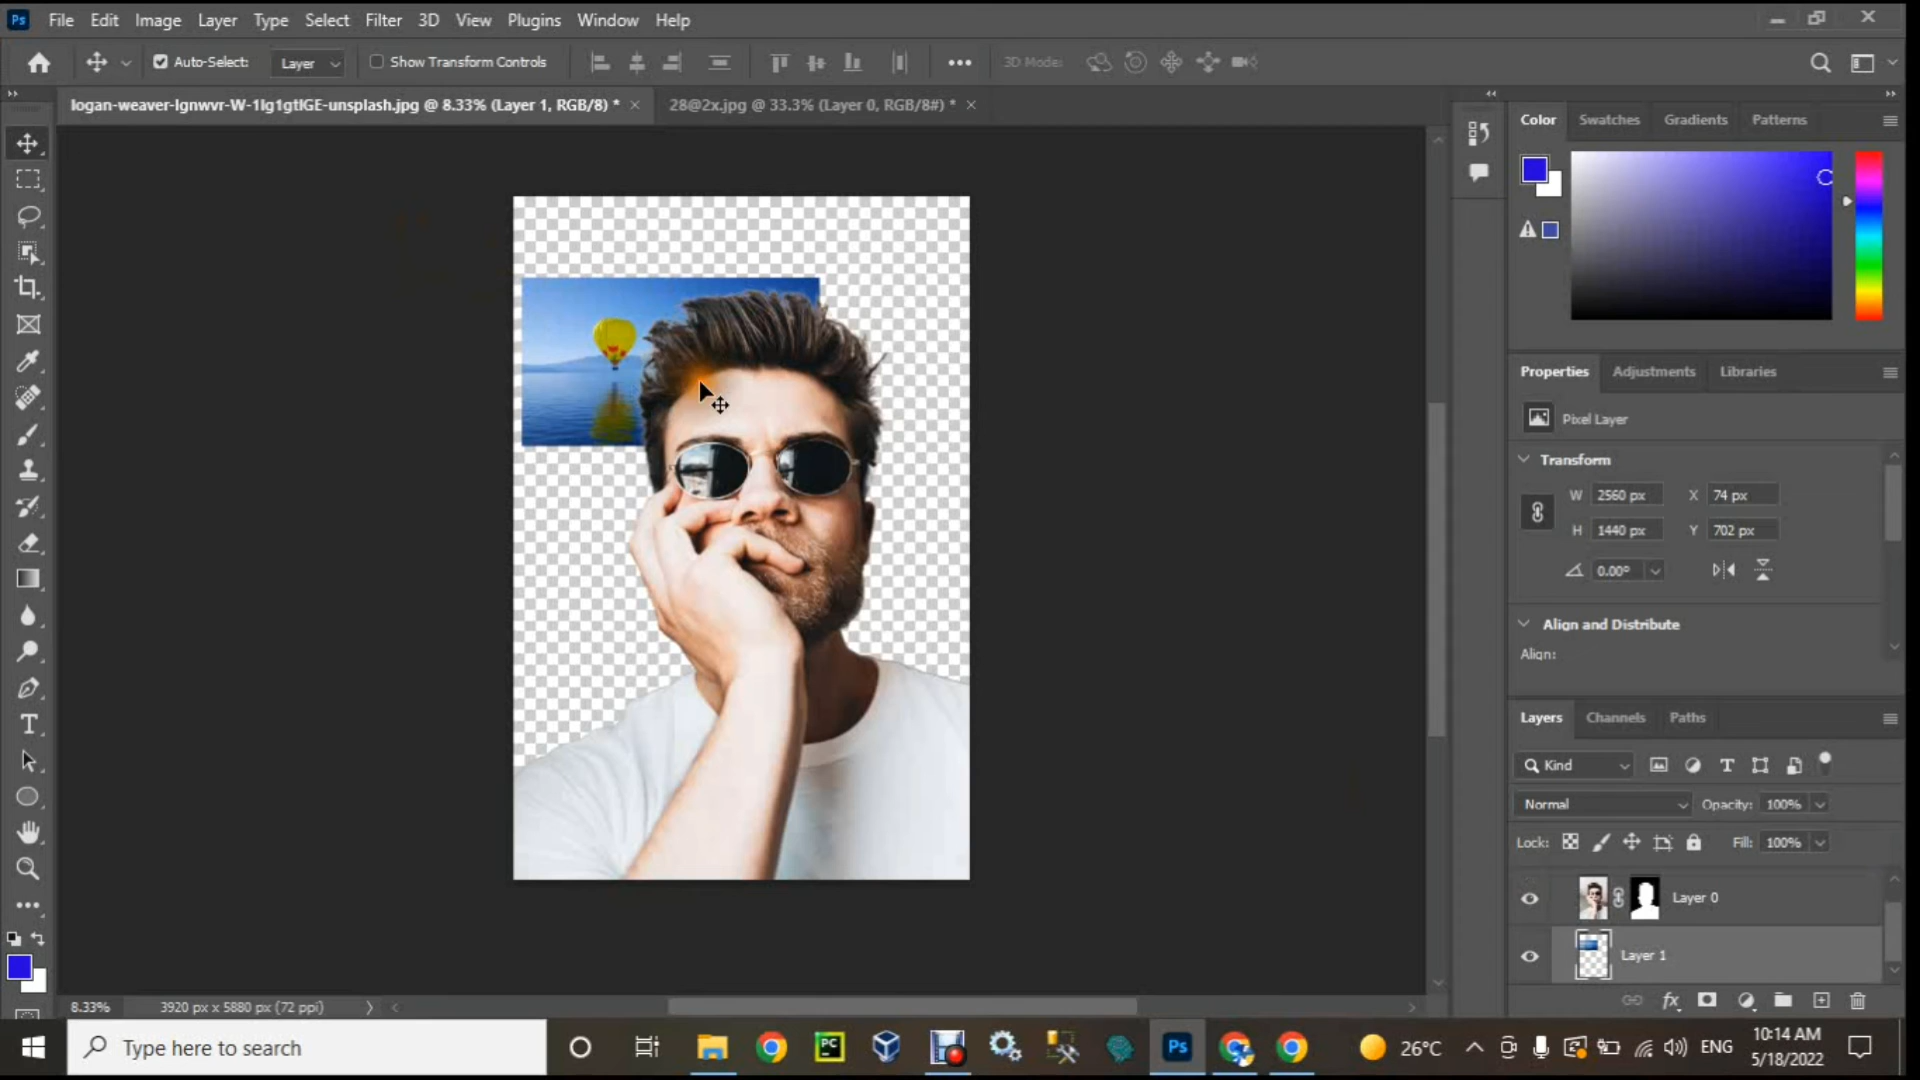 Ps File Edit Image Layer Type Select Filter 3D View Plugins Window Help
Auto-Select: Layer Show Transform Controls 3D Mode:
logan-weaver-lgnwvr-W-1lg1gtlGE-unsplash.jpg @ 8.33% (Layer 1, RGB/8) * 28@2x.jpg @ 33.3% (Layer 0, RGB/8#) *
Color Swatches Gradients Patterns
Properties Adjustments Libraries
Pixel Layer
Transform
W 2560 px X 74 px
H 1440 px Y 702 px
0.00°
Align and Distribute
Align:
Layers Channels Paths
Kind
Normal Opacity: 100%
Lock: Fill: 100%
Layer 0
Layer 1
8.33% 3920 px x 5880 px (72 ppi)
Type here to search
PC
Ps
26°C
ENG
10:14 AM
5/18/2022